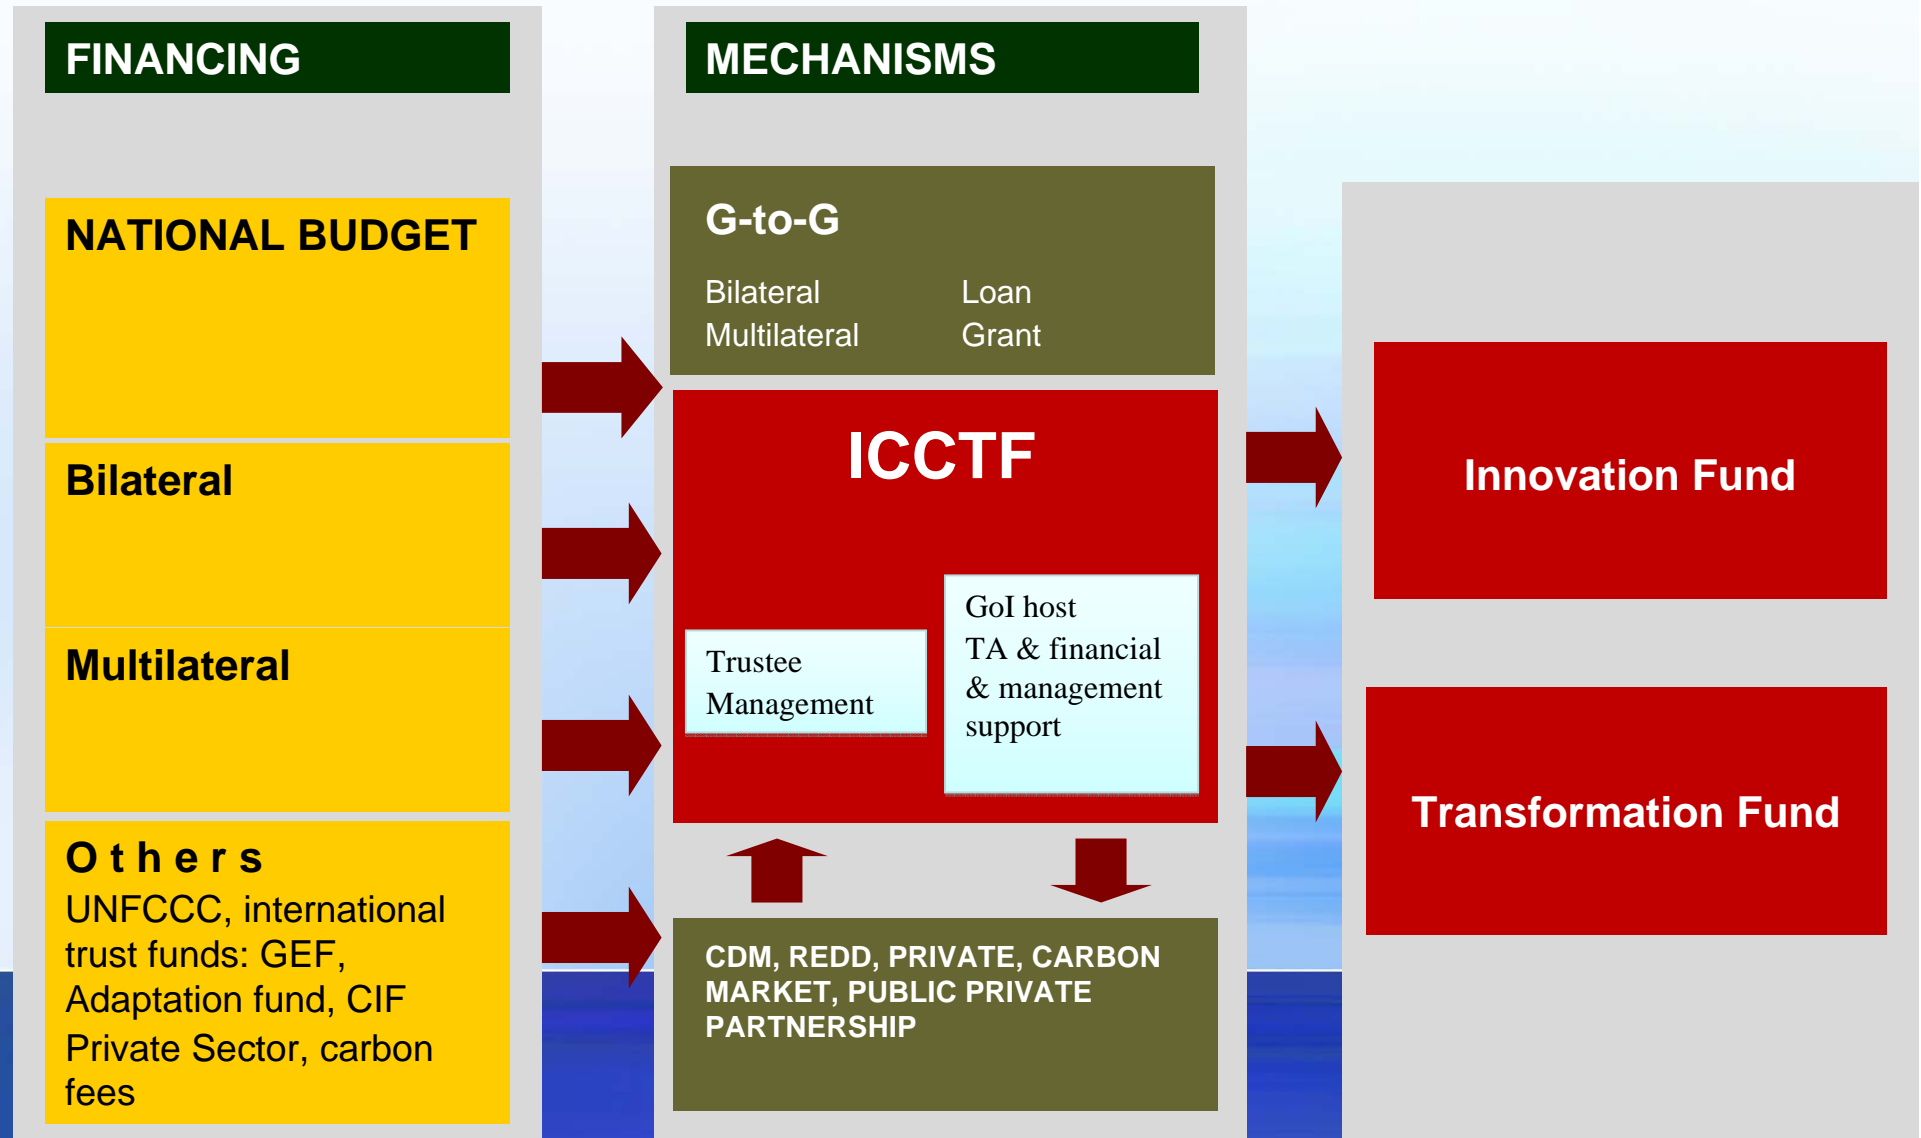 FINANCING
NATIONAL BUDGET
Bilateral
Multilateral
O t h e r s
UNFCCC, international
trust funds: GEF,
Adaptation fund, CIF
Private Sector, carbon
fees
MECHANISMS
G-to-G
Bilateral Loan
Multilateral Grant
ICCTF
Trustee
Management
GoI host
TA & financial
& management
support
CDM, REDD, PRIVATE, CARBON
MARKET, PUBLIC PRIVATE
PARTNERSHIP
Innovation Fund
Transformation Fund